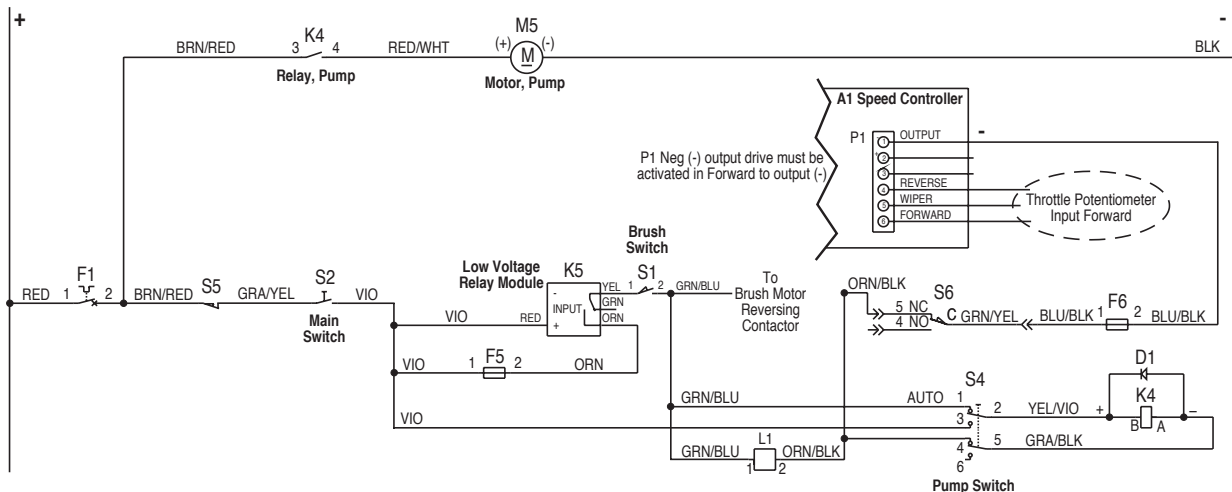 +
-
K4
M5
BRN/RED 3 4 RED/WHT (+) M (-) BLK
Relay, Pump
Motor, Pump
A1 Speed Controller
P1
1 OUTPUT -
2
3
4 REVERSE
5 WIPER
6 FORWARD
P1 Neg (-) output drive must be
activated in Forward to output (-)
Throttle Potentiometer
Input Forward
Brush
Switch
Low Voltage
Relay Module
K5
S1
F1
S5
S2
RED 1 2 BRN/RED GRA/YEL VIO
Main
Switch
VIO RED
- INPUT +
YEL 1 2 GRN/BLU
GRN
ORN
To
Brush Motor
Reversing
Contactor
ORN/BLK
S6
5 NC
4 NO
C GRN/YEL BLU/BLK
F6
1 2 BLU/BLK
VIO 1 F5 2 ORN
VIO
D1
S4
K4
GRN/BLU AUTO 1 2 YEL/VIO + B A –
3
GRN/BLU L1 ORN/BLK
1 2
4 5 GRA/BLK
6
Pump Switch